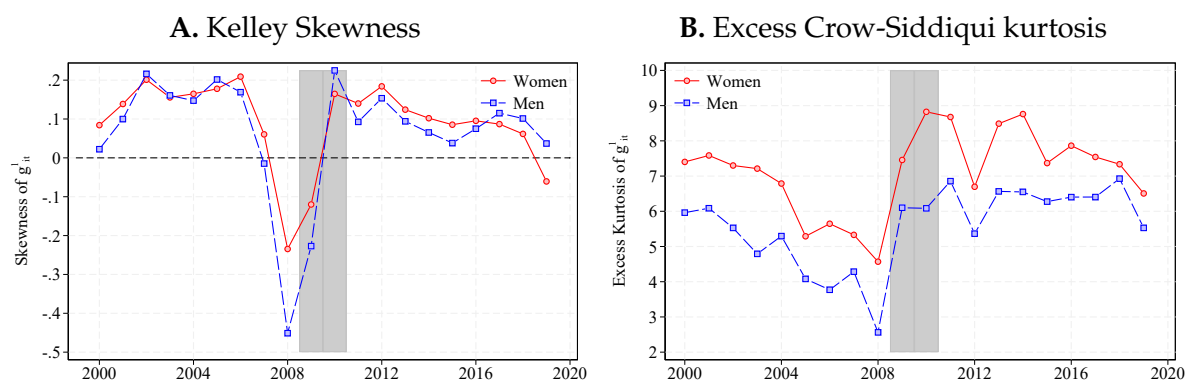 A. Kelley Skewness
Skewness of g¹ᵢₜ
.2
.1
0
-.1
-.2
-.3
-.4
-.5
2000 2004 2008 2012 2016 2020
Women
Men
B. Excess Crow-Siddiqui kurtosis
Excess Kurtosis of g¹ᵢₜ
10
9
8
7
6
5
4
3
2
2000 2004 2008 2012 2016 2020
Women
Men